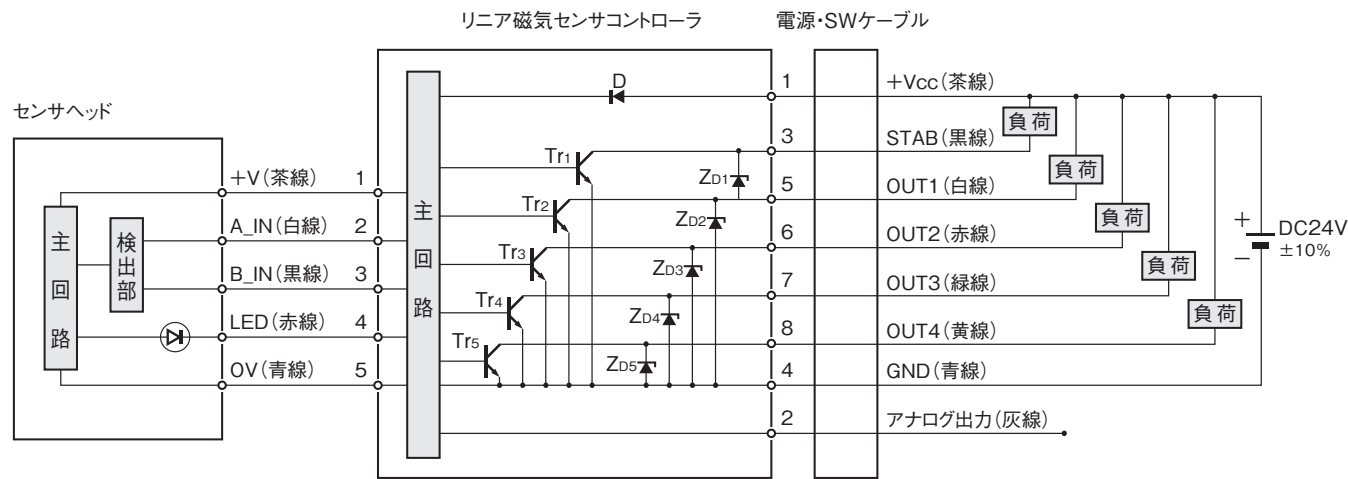 リニア磁気センサコントローラ
電源・SWケーブル
センサヘッド
主回路
検出部
+V(茶線) 1
A_IN(白線) 2
B_IN(黒線) 3
LED(赤線) 4
OV(青線) 5
主回路
D
Tr1
Tr2
Tr3
Tr4
Tr5
ZD1
ZD2
ZD3
ZD4
ZD5
1 +Vcc(茶線)
3 STAB(黒線)
5 OUT1(白線)
6 OUT2(赤線)
7 OUT3(緑線)
8 OUT4(黄線)
4 GND(青線)
2 アナログ出力(灰線)
負荷
負荷
負荷
負荷
負荷
+
DC24V
−
±10%